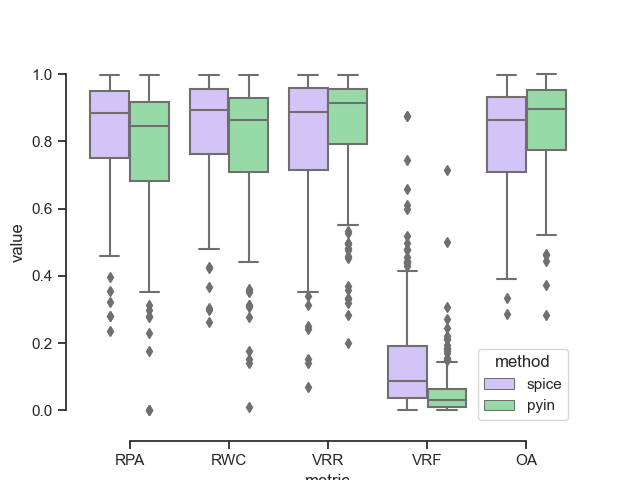 1.0
0.8
0.6
0.4
0.2
0.0
value
method
spice
pyin
RPA
RWC
VRR
VRF
OA
metric